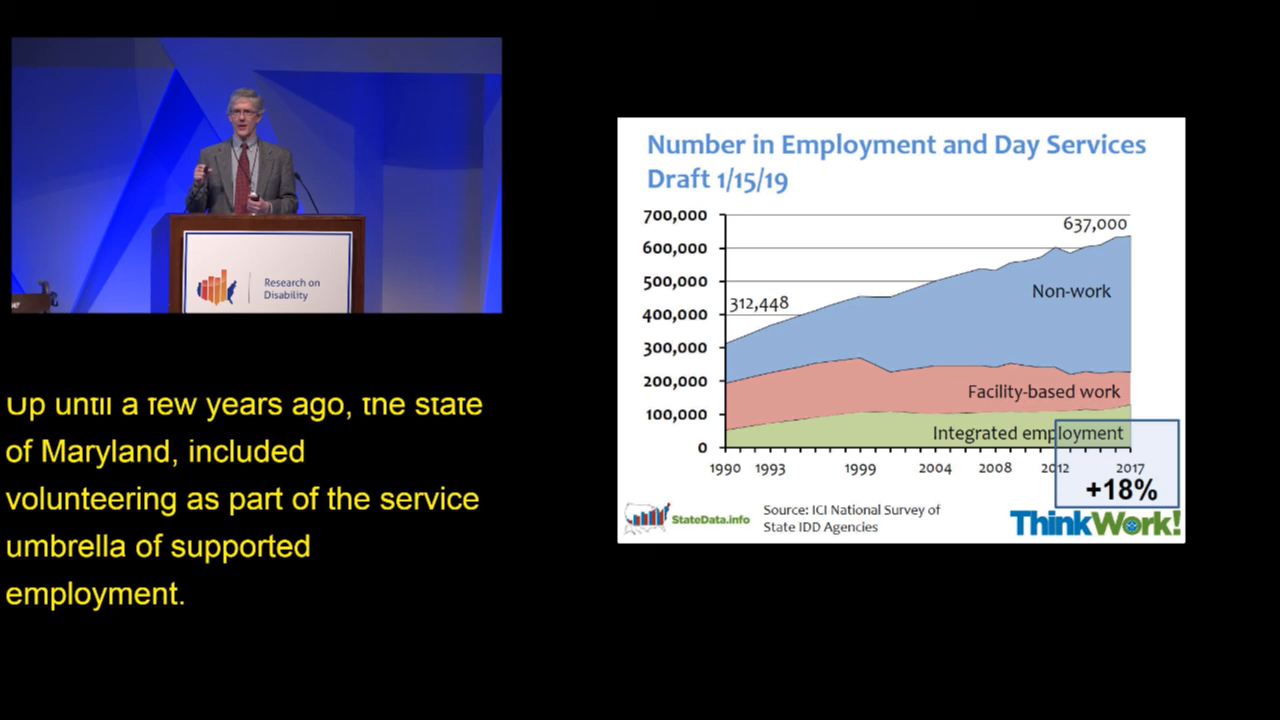 Research on
Disability
Up until a few years ago, the state
of Maryland, included
volunteering as part of the service
umbrella of supported
employment.
Number in Employment and Day Services
Draft 1/15/19
700,000
600,000
500,000
400,000
300,000
200,000
100,000
0
637,000
312,448
Non-work
Facility-based work
Integrated employment
1990 1993 1999 2004 2008 2012 2017
+18%
StateData.info
Source: ICI National Survey of
State IDD Agencies
ThinkWork!